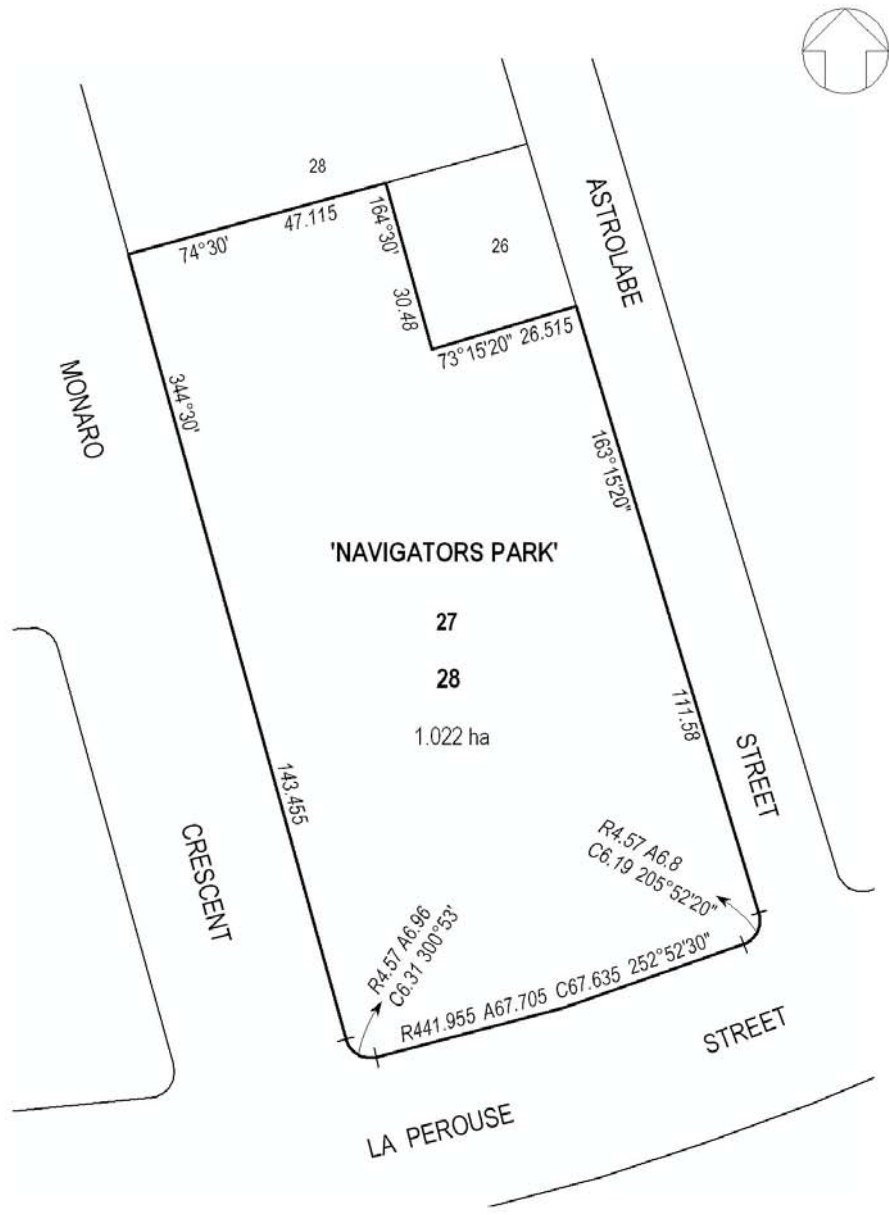 28
47.115
74°30'
164°30'
30.48
26
73°15'20" 26.515
ASTROLABE
STREET
MONARO
CRESCENT
344°30'
143.455
163°15'20"
111.58
'NAVIGATORS PARK'
27
28
1.022 ha
R4.57 A6.8
C6.19 205°52'20"
R4.57 A6.96
C6.31 300°53'
R441.955 A67.705 C67.635 252°52'30"
LA PEROUSE STREET